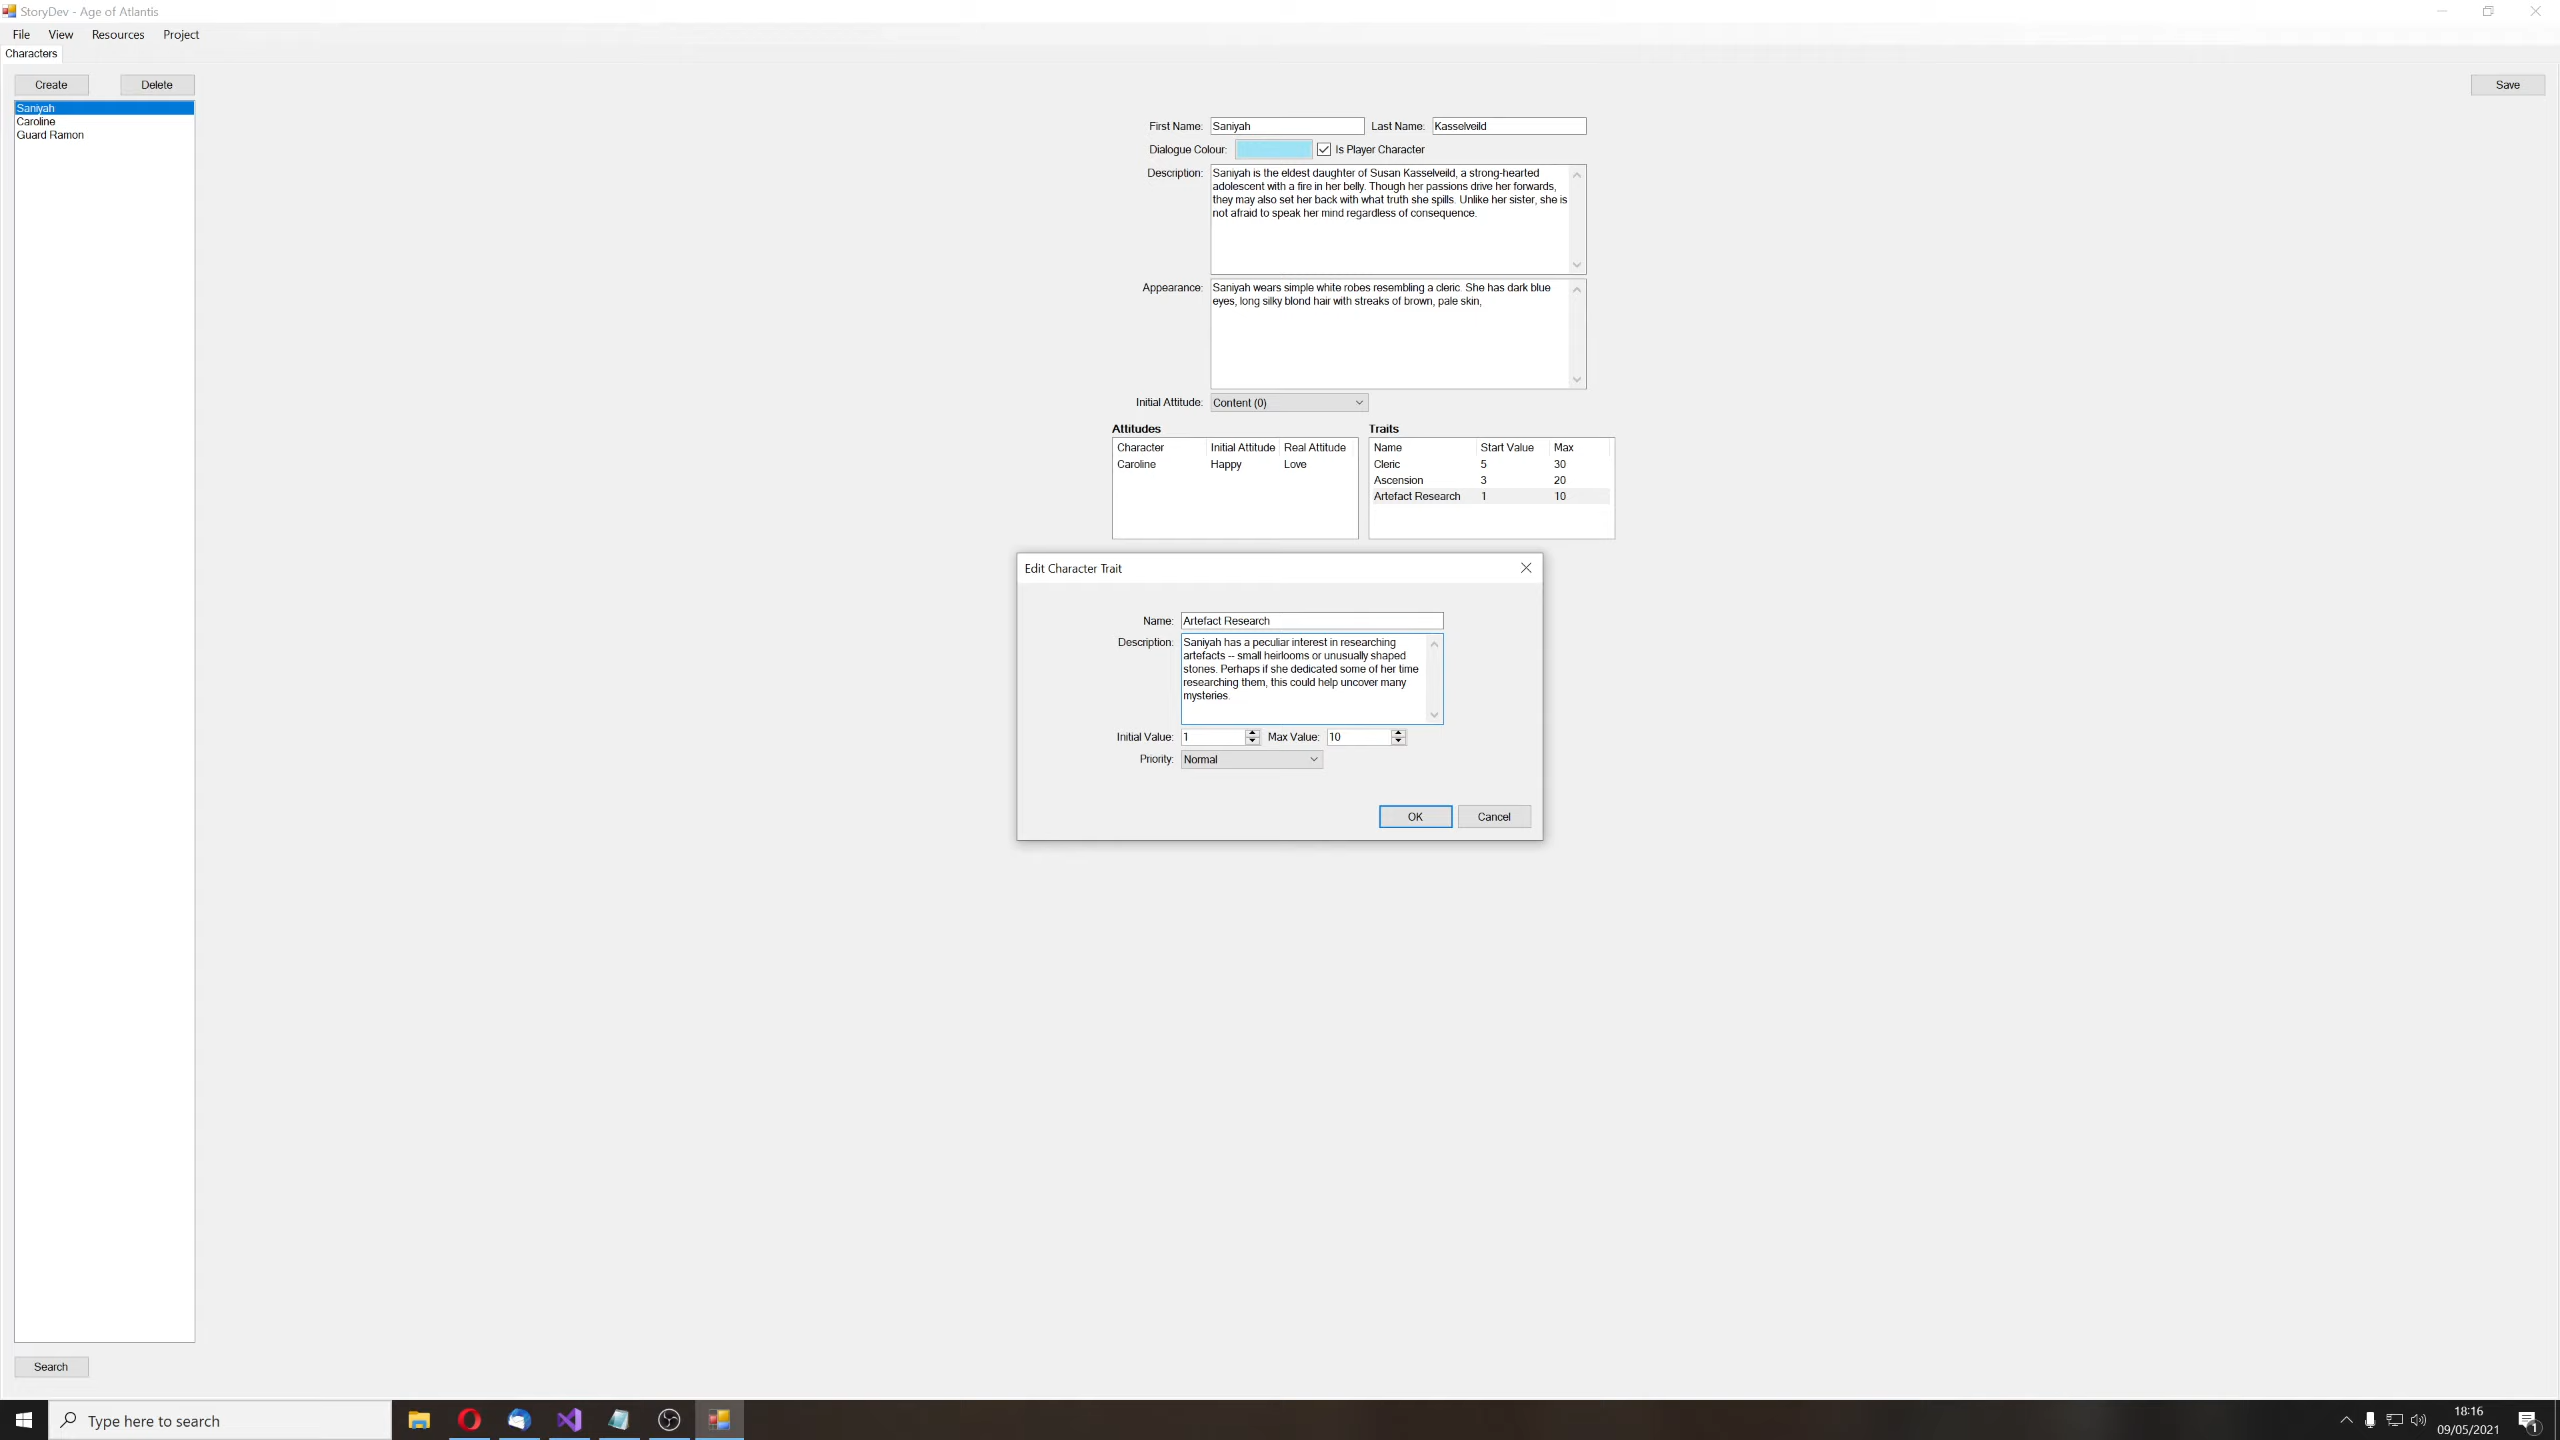 StoryDev - Age of Atlantis
File View Resources Project
Characters
Create Delete
Save
Saniyah
Caroline
Guard Ramon
First Name: Saniyah Last Name: Kasselveild
Dialogue Colour: Is Player Character
Description: Saniyah is the eldest daughter of Susan Kasselveild, a strong-hearted
adolescent with a fire in her belly. Though her passions drive her forwards,
they may also set her back with what truth she spills. Unlike her sister, she is
not afraid to speak her mind regardless of consequence.
Appearance: Saniyah wears simple white robes resembling a cleric. She has dark blue
eyes, long silky blond hair with streaks of brown, pale skin,
Initial Attitude: Content (0)
Attitudes
Character Initial Attitude Real Attitude
Caroline Happy Love
Traits
Name Start Value Max
Cleric 5 30
Ascension 3 20
Artefact Research 1 10
Edit Character Trait
Name: Artefact Research
Description: Saniyah has a peculiar interest in researching
artefacts -- small heirlooms or unusually shaped
stones. Perhaps if she dedicated some of her time
researching them, this could help uncover many
mysteries.
Initial Value: 1 Max Value: 10
Priority: Normal
OK Cancel
Search
Type here to search
18:16
09/05/2021
1